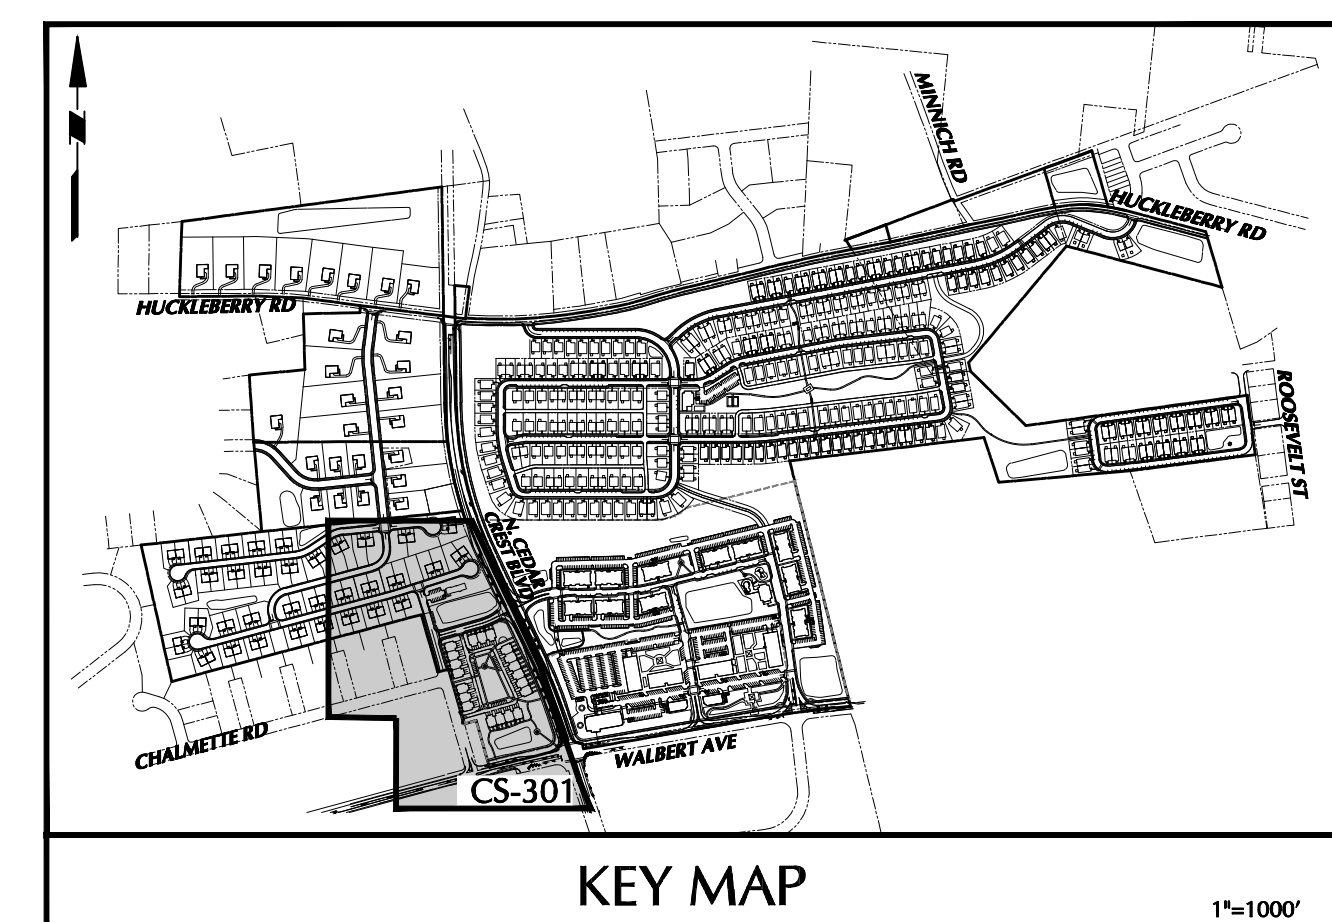 MINNICH RD
HUCKLEBERRY RD
HUCKLEBERRY RD
ROOSEVELT ST
N. CEDAR
CREST BLVD
CHALMETTE RD
WALBERT AVE
CS-301
KEY MAP
1"=1000'